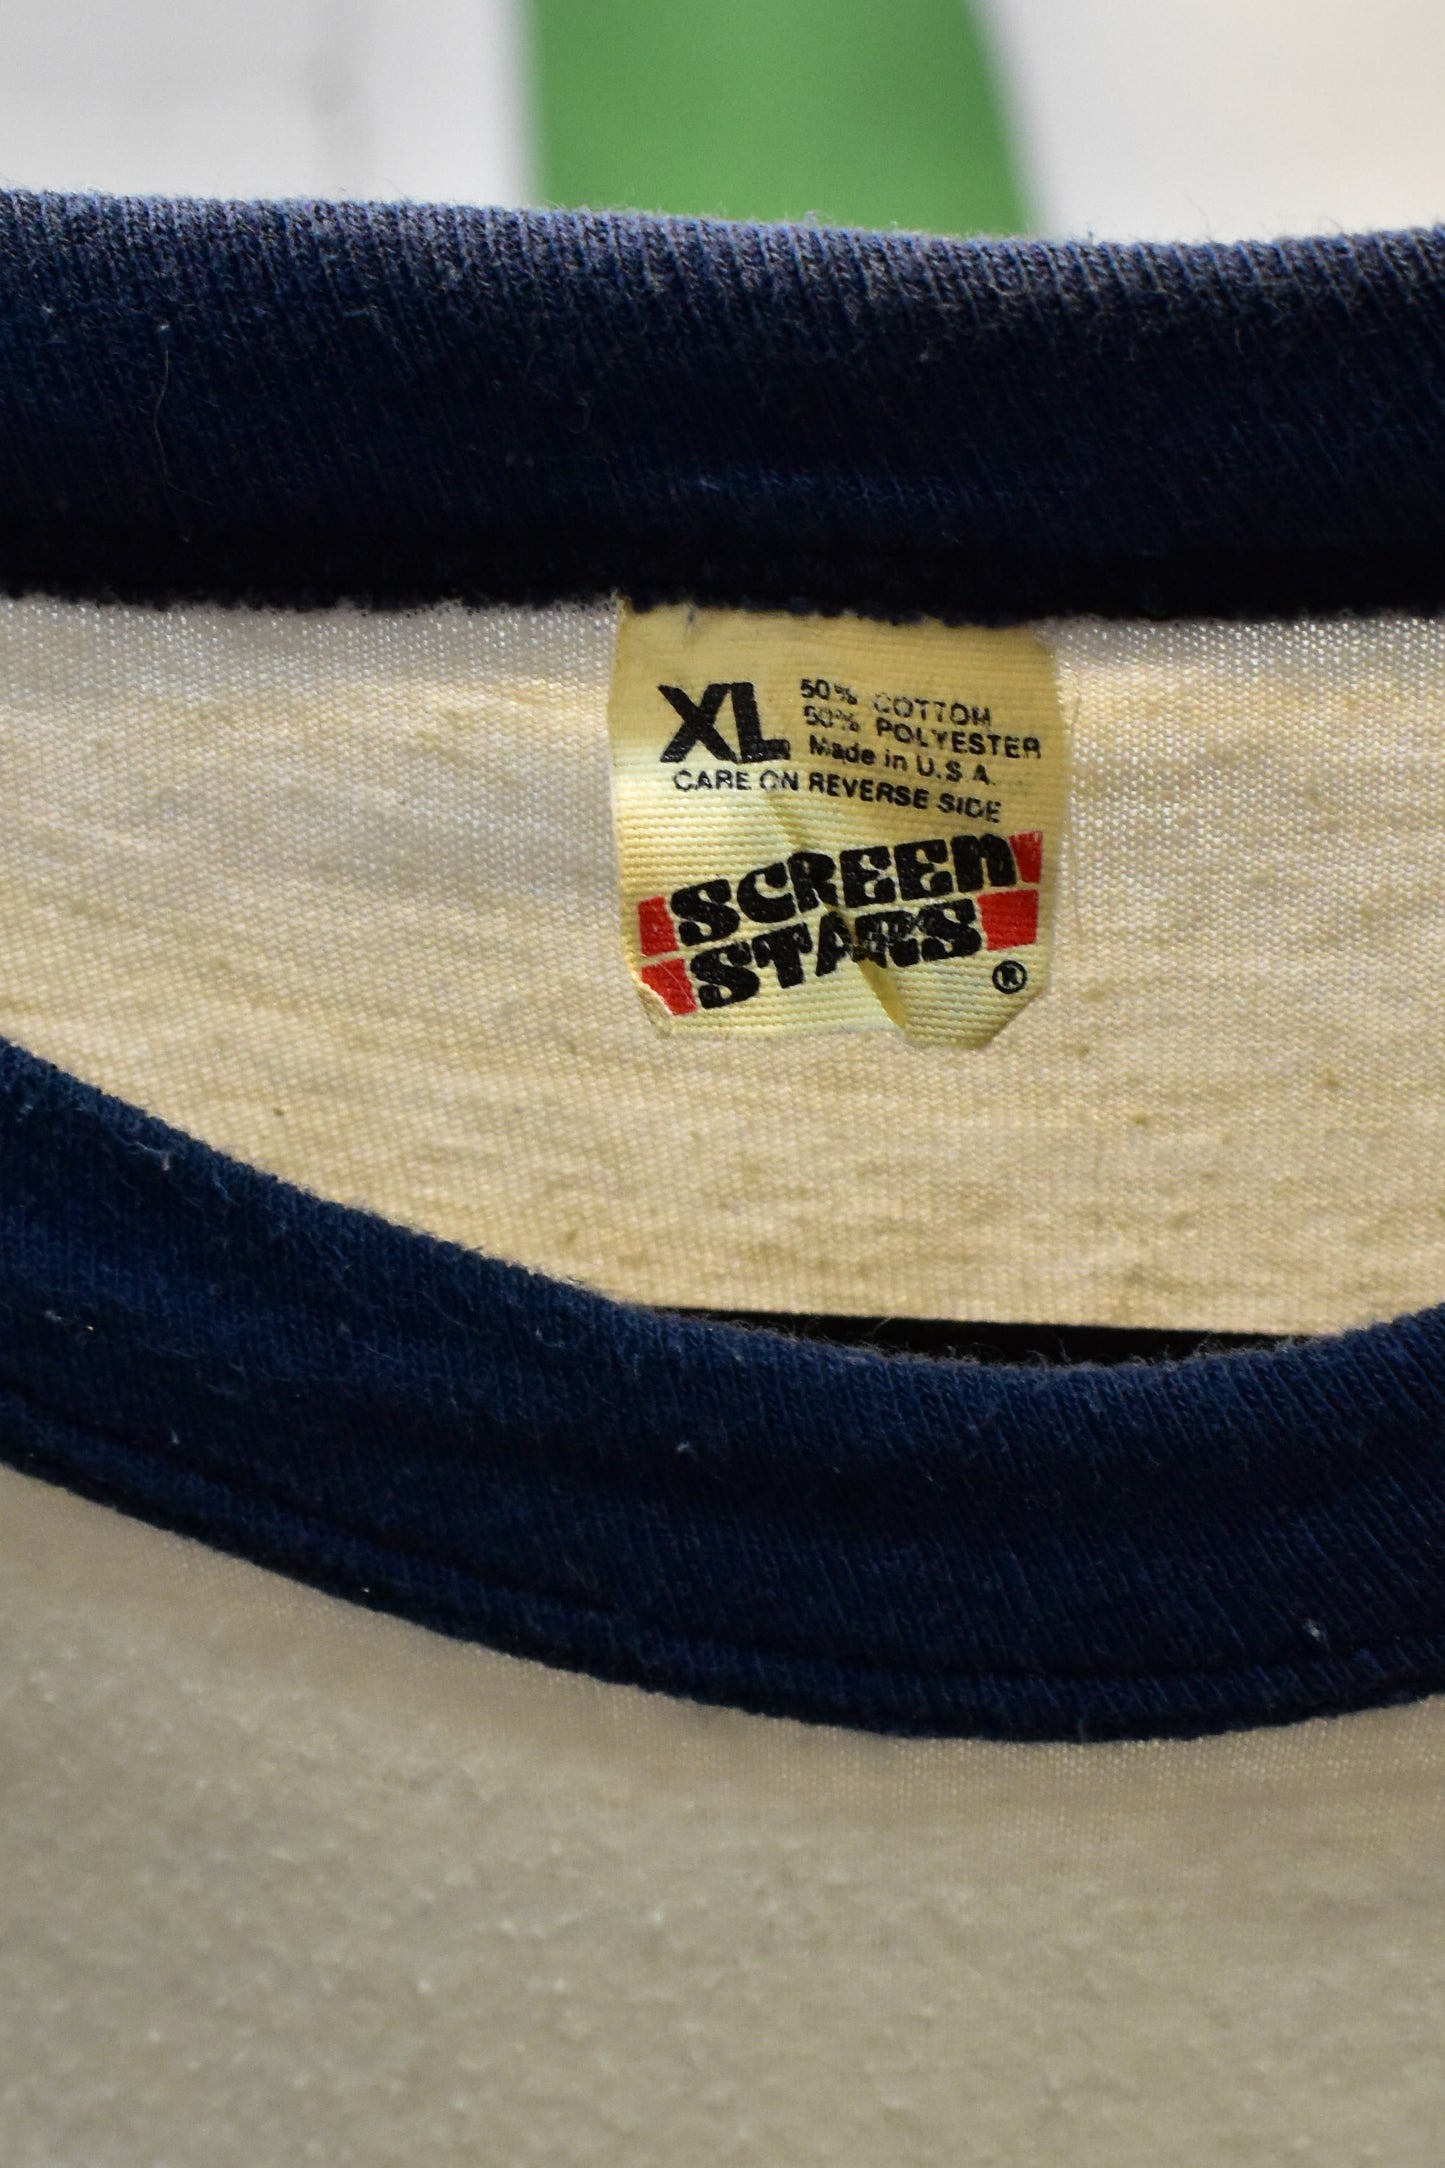 XL
50% COTTON
50% POLYESTER
Made in U.S.A.
CARE ON REVERSE SIDE
SCREEN
STARS
®